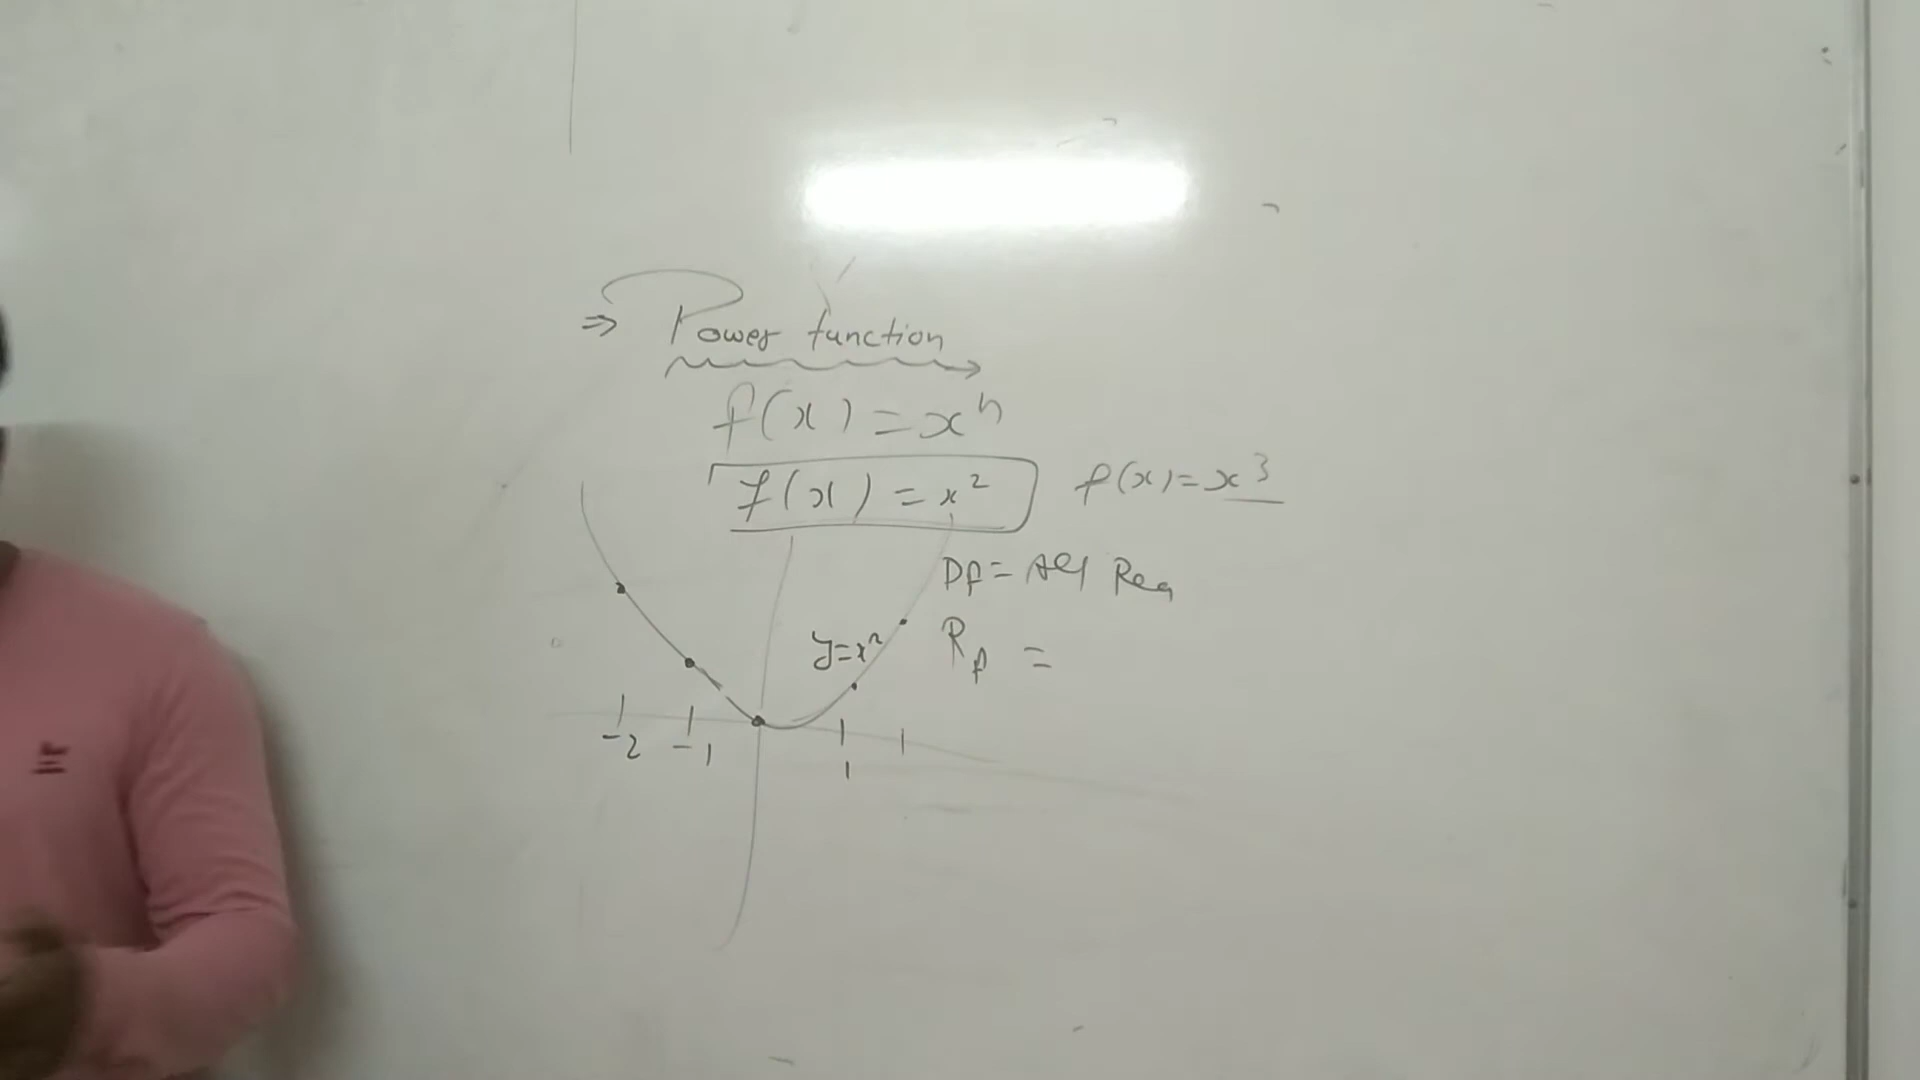 ⇒ Power function
f(x) = xⁿ
f(x) = x² f(x) = x³
Df = All Rea
y = x²
Rf =
-2 -1 1